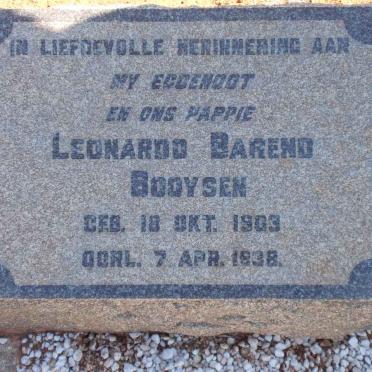 IN LIEFDEVOLLE HERINNERING AAN
MY EGGENOOT
EN ONS PAPPIE
LEONARDO BAREND
BOOYSEN
GEB. 18 OKT. 1903
OORL. 7 APR. 1938.